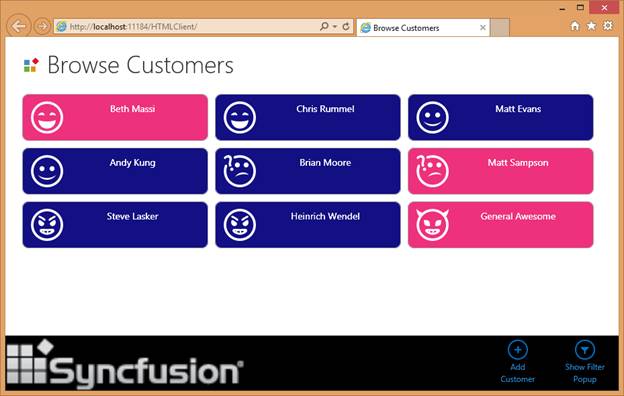 http://localhost:11184/HTMLClient/
Browse Customers
Browse Customers
Beth Massi
Chris Rummel
Matt Evans
Andy Kung
Brian Moore
Matt Sampson
Steve Lasker
Heinrich Wendel
General Awesome
Syncfusion®
Add
Customer
Show Filter
Popup